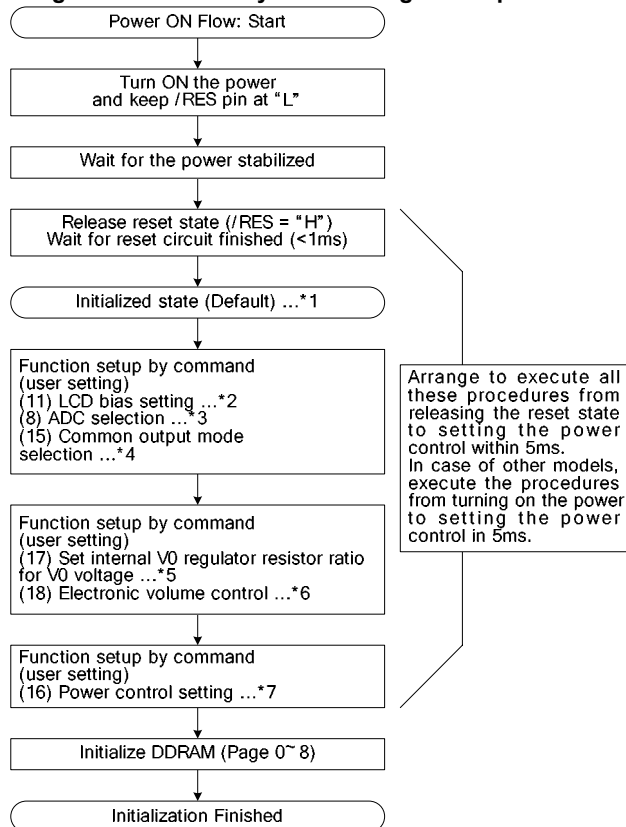 Power ON Flow: Start
Turn ON the power
and keep /RES pin at “L”
Wait for the power stabilized
Release reset state (/RES = “H”)
Wait for reset circuit finished (<1ms)
Initialized state (Default) ...*1
Function setup by command
(user setting)
(11) LCD bias setting ...*2
(8) ADC selection ...*3
(15) Common output mode
selection ...*4
Arrange to execute all
these procedures from
releasing the reset state
to setting the power
control within 5ms.
In case of other models,
execute the procedures
from turning on the power
to setting the power
control in 5ms.
Function setup by command
(user setting)
(17) Set internal V0 regulator resistor ratio
for V0 voltage ...*5
(18) Electronic volume control ...*6
Function setup by command
(user setting)
(16) Power control setting ...*7
Initialize DDRAM (Page 0~8)
Initialization Finished